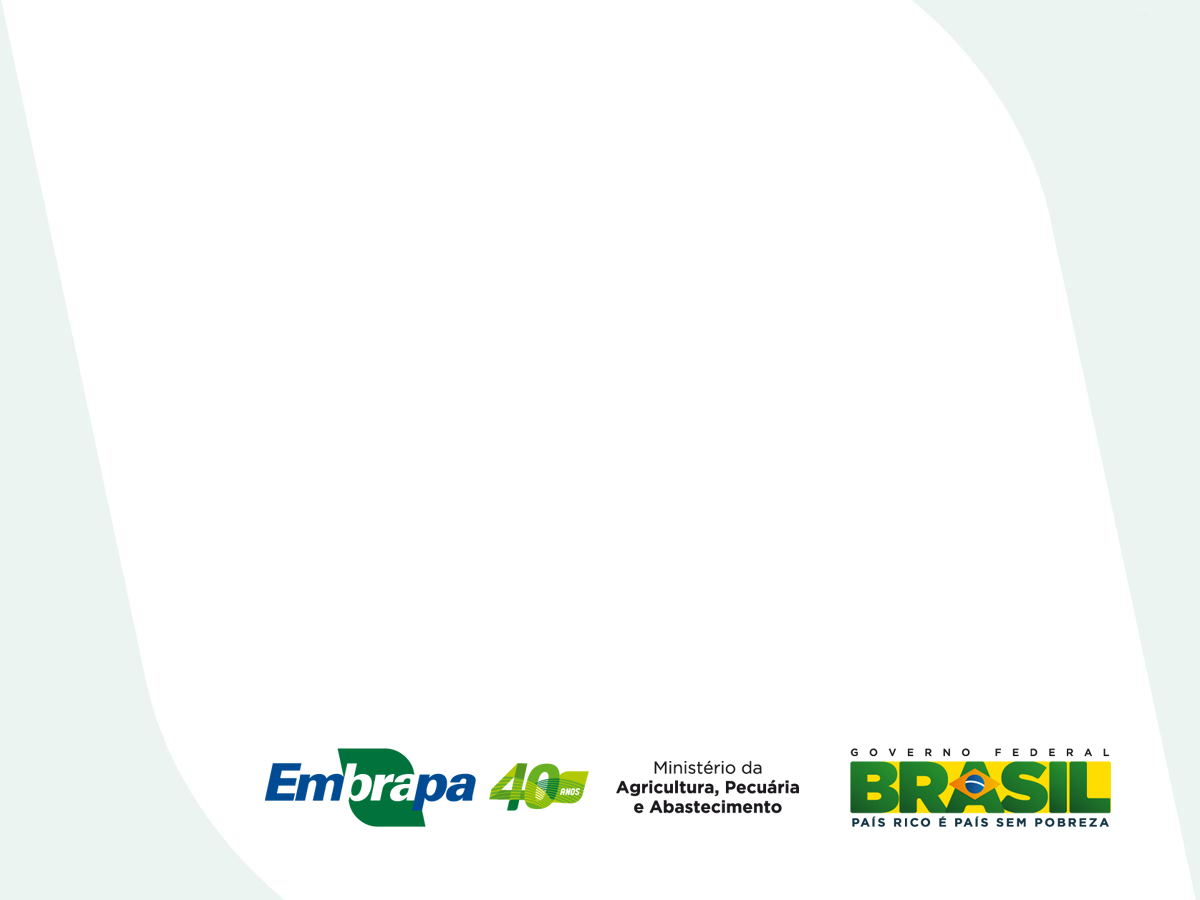 Embrapa
40 ANOS
Ministério da
Agricultura, Pecuária
e Abastecimento
GOVERNO FEDERAL
BRASIL
PAÍS RICO É PAÍS SEM POBREZA